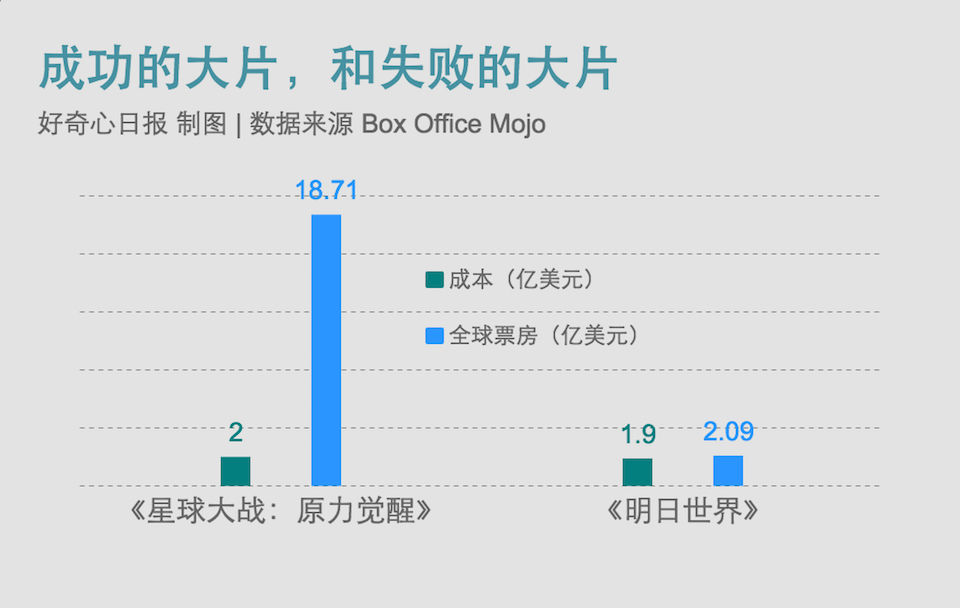 成功的大片，和失败的大片
好奇心日报 制图 | 数据来源 Box Office Mojo
18.71
成本（亿美元）
全球票房（亿美元）
2
1.9
2.09
《星球大战：原力觉醒》
《明日世界》